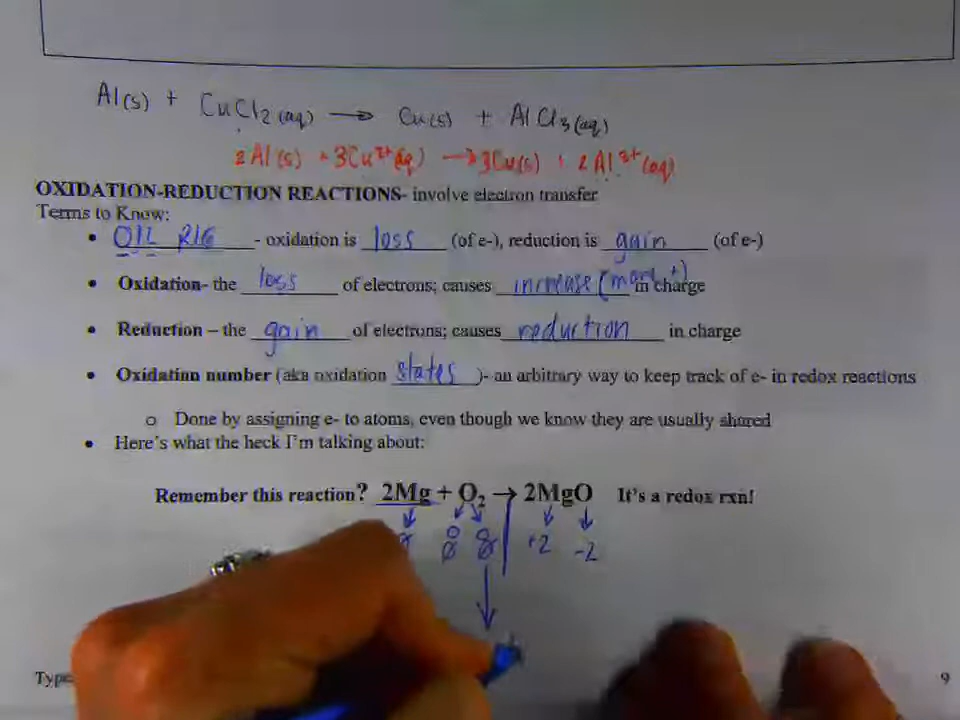 Al(s) + CuCl2(aq) → Cu(s) + AlCl3(aq)
2Al(s) + 3Cu2+(aq) → 3Cu(s) + 2Al3+(aq)
OXIDATION-REDUCTION REACTIONS- involve electron transfer
Terms to Know:
• OIL RIG - oxidation is loss (of e-), reduction is gain (of e-)
• Oxidation- the loss of electrons; causes increase (more +) in charge
• Reduction – the gain of electrons; causes reduction in charge
• Oxidation number (aka oxidation states )- an arbitrary way to keep track of e- in redox reactions
o Done by assigning e- to atoms, even though we know they are usually shared
• Here's what the heck I'm talking about:
Remember this reaction? 2Mg + O2 → 2MgO It's a redox rxn!
0 0 +2 -2
Type
9